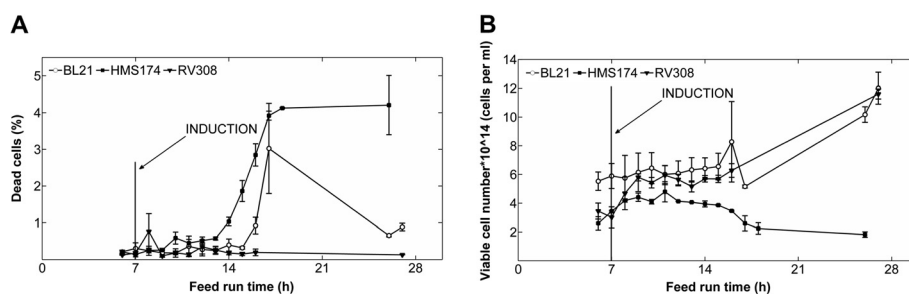 A
Dead cells (%)
BL21 HMS174 RV308
INDUCTION
5
4
3
2
1
0 7 14 21 28
Feed run time (h)
B
Viable cell number*10^14 (cells per ml)
BL21 HMS174 RV308
INDUCTION
14
12
10
8
6
4
2
0 7 14 21 28
Feed run time (h)